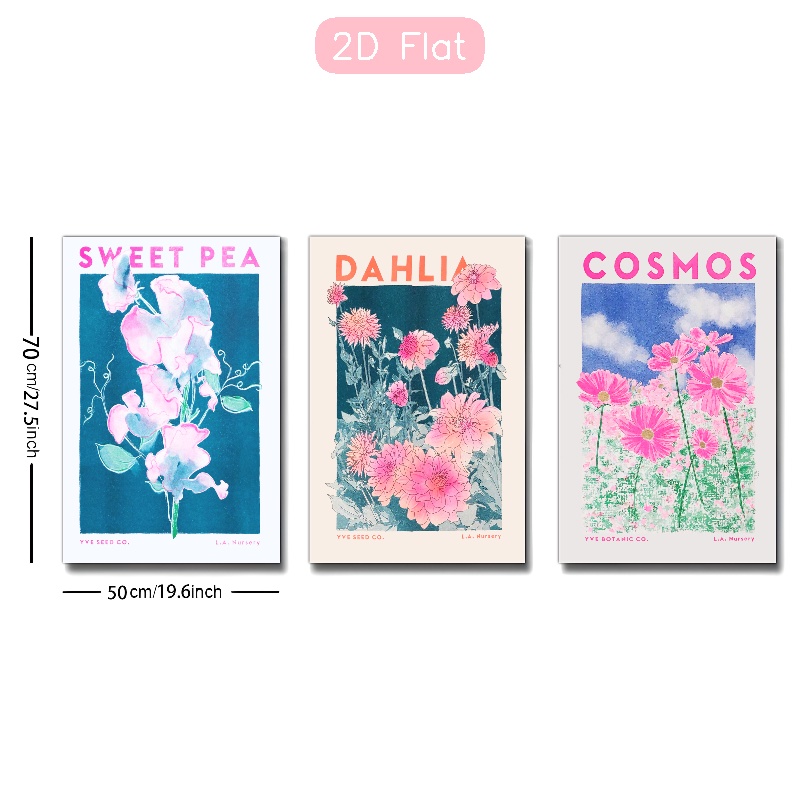 2D Flat
SWEET PEA
YVE SEED CO. L.A. Nursery
DAHLIA
YVE SEED CO. L.A. Nursery
COSMOS
YVE BOTANIC CO. L.A. Nursery
70cm/27.5inch
50cm/19.6inch